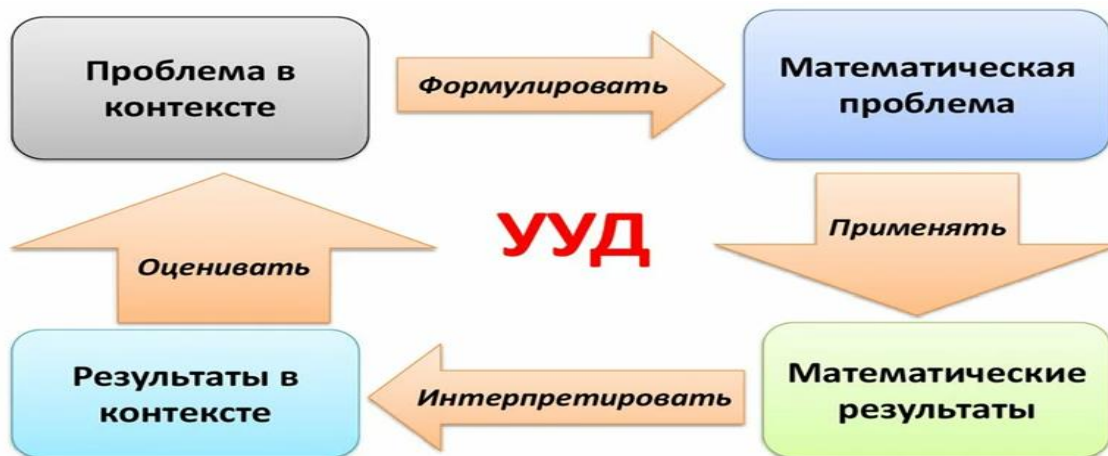 Проблема в
контексте
Формулировать
Математическая
проблема
УУД
Применять
Оценивать
Результаты в
контексте
Интерпретировать
Математические
результаты